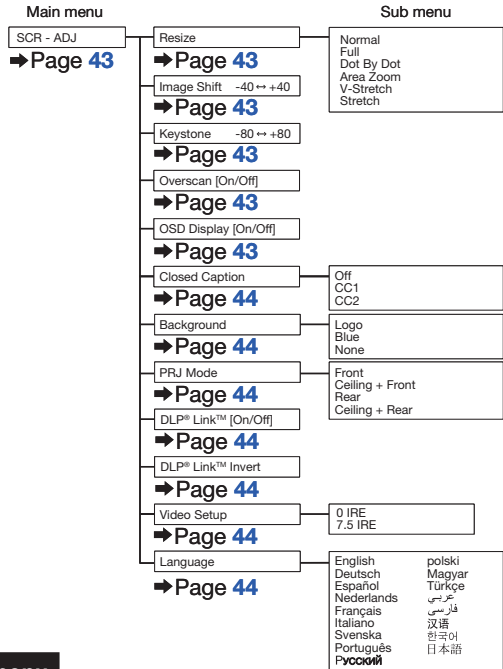 Main menu
Sub menu
SCR - ADJ
➡Page 43
Resize
➡Page 43
Normal
Full
Dot By Dot
Area Zoom
V-Stretch
Stretch
Image Shift -40 ↔ +40
➡Page 43
Keystone -80 ↔ +80
➡Page 43
Overscan [On/Off]
➡Page 43
OSD Display [On/Off]
➡Page 43
Closed Caption
➡Page 44
Off
CC1
CC2
Background
➡Page 44
Logo
Blue
None
PRJ Mode
➡Page 44
Front
Ceiling + Front
Rear
Ceiling + Rear
DLP® Link™ [On/Off]
➡Page 44
DLP® Link™ Invert
➡Page 44
Video Setup
➡Page 44
0 IRE
7.5 IRE
Language
➡Page 44
English
Deutsch
Español
Nederlands
Français
Italiano
Svenska
Português
Русский
polski
Magyar
Türkçe
عربي
فارسی
汉语
한국어
日本語